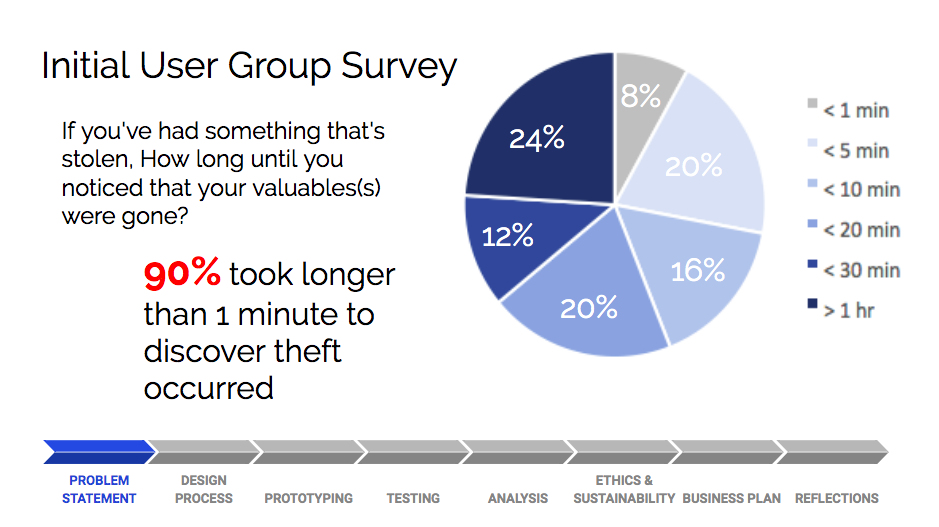 Initial User Group Survey
If you've had something that's
stolen, How long until you
noticed that your valuables(s)
were gone?
90% took longer
than 1 minute to
discover theft
occurred
8%
20%
16%
20%
12%
24%
< 1 min
< 5 min
< 10 min
< 20 min
< 30 min
> 1 hr
PROBLEM
STATEMENT
DESIGN
PROCESS
PROTOTYPING
TESTING
ANALYSIS
ETHICS &
SUSTAINABILITY
BUSINESS PLAN
REFLECTIONS